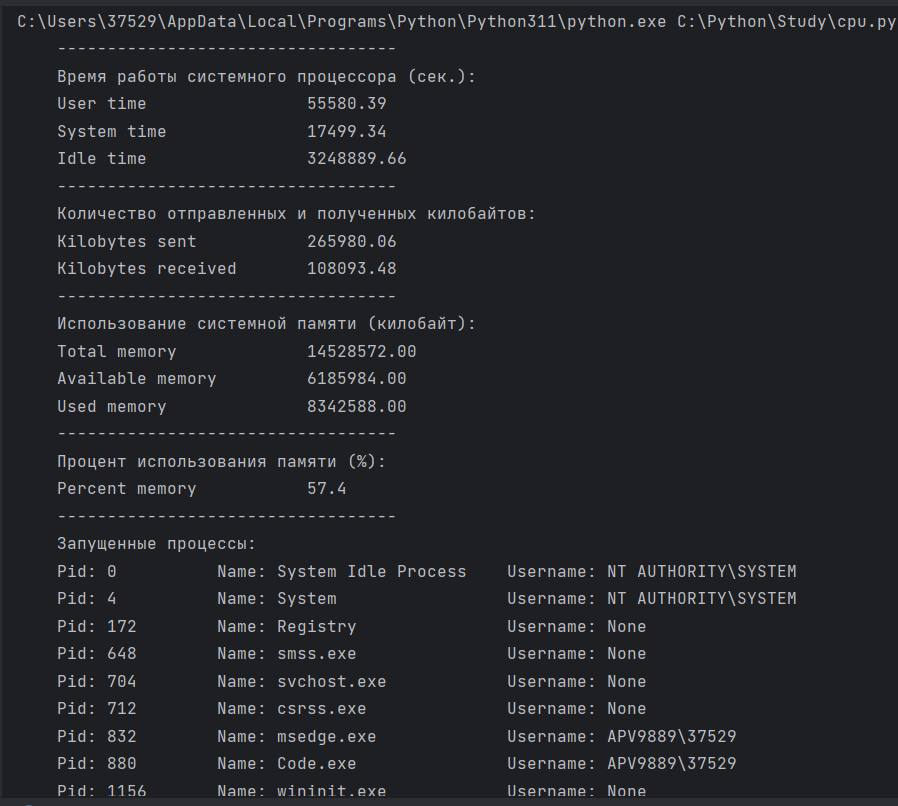 C:\Users\37529\AppData\Local\Programs\Python\Python311\python.exe C:\Python\Study\cpu.py
----------------------------------
Время работы системного процессора (сек.):
User time                55580.39
System time              17499.34
Idle time                3248889.66
----------------------------------
Количество отправленных и полученных килобайтов:
Kilobytes sent           265980.06
Kilobytes received       108093.48
----------------------------------
Использование системной памяти (килобайт):
Total memory             14528572.00
Available memory         6185984.00
Used memory              8342588.00
----------------------------------
Процент использования памяти (%):
Percent memory           57.4
----------------------------------
Запущенные процессы:
Pid: 0          Name: System Idle Process    Username: NT AUTHORITY\SYSTEM
Pid: 4          Name: System                 Username: NT AUTHORITY\SYSTEM
Pid: 172        Name: Registry               Username: None
Pid: 648        Name: smss.exe               Username: None
Pid: 704        Name: svchost.exe            Username: None
Pid: 712        Name: csrss.exe              Username: None
Pid: 832        Name: msedge.exe             Username: APV9889\37529
Pid: 880        Name: Code.exe               Username: APV9889\37529
Pid: 1156       Name: wininit.exe            Username: None